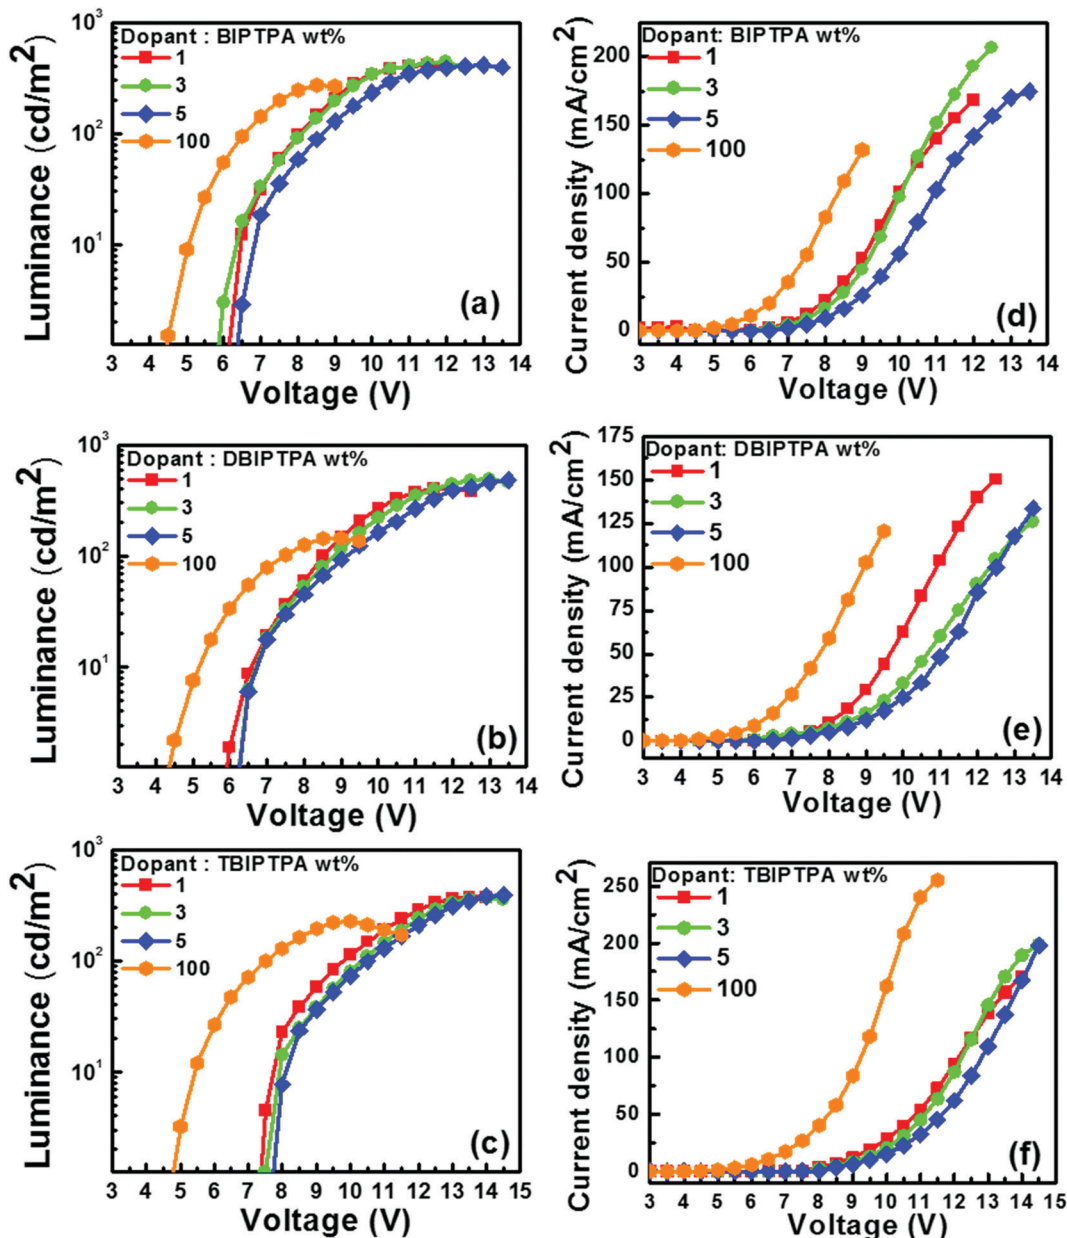 Dopant : BIPTPA wt%
1
3
5
100
10³
10²
10¹
Luminance (cd/m²)
(a)
3 4 5 6 7 8 9 10 11 12 13 14
Voltage (V)
Dopant: BIPTPA wt%
1
3
5
100
200
150
100
50
0
Current density (mA/cm²)
(d)
3 4 5 6 7 8 9 10 11 12 13 14
Voltage (V)
Dopant : DBIPTPA wt%
1
3
5
100
10³
10²
10¹
Luminance (cd/m²)
(b)
3 4 5 6 7 8 9 10 11 12 13 14
Voltage (V)
Dopant: DBIPTPA wt%
1
3
5
100
175
150
125
100
75
50
25
0
Current density (mA/cm²)
(e)
3 4 5 6 7 8 9 10 11 12 13 14
Voltage (V)
Dopant : TBIPTPA wt%
1
3
5
100
10³
10²
10¹
Luminance (cd/m²)
(c)
3 4 5 6 7 8 9 10 11 12 13 14 15
Voltage (V)
Dopant: TBIPTPA wt%
1
3
5
100
250
200
150
100
50
0
Current density (mA/cm²)
(f)
3 4 5 6 7 8 9 10 11 12 13 14 15
Voltage (V)